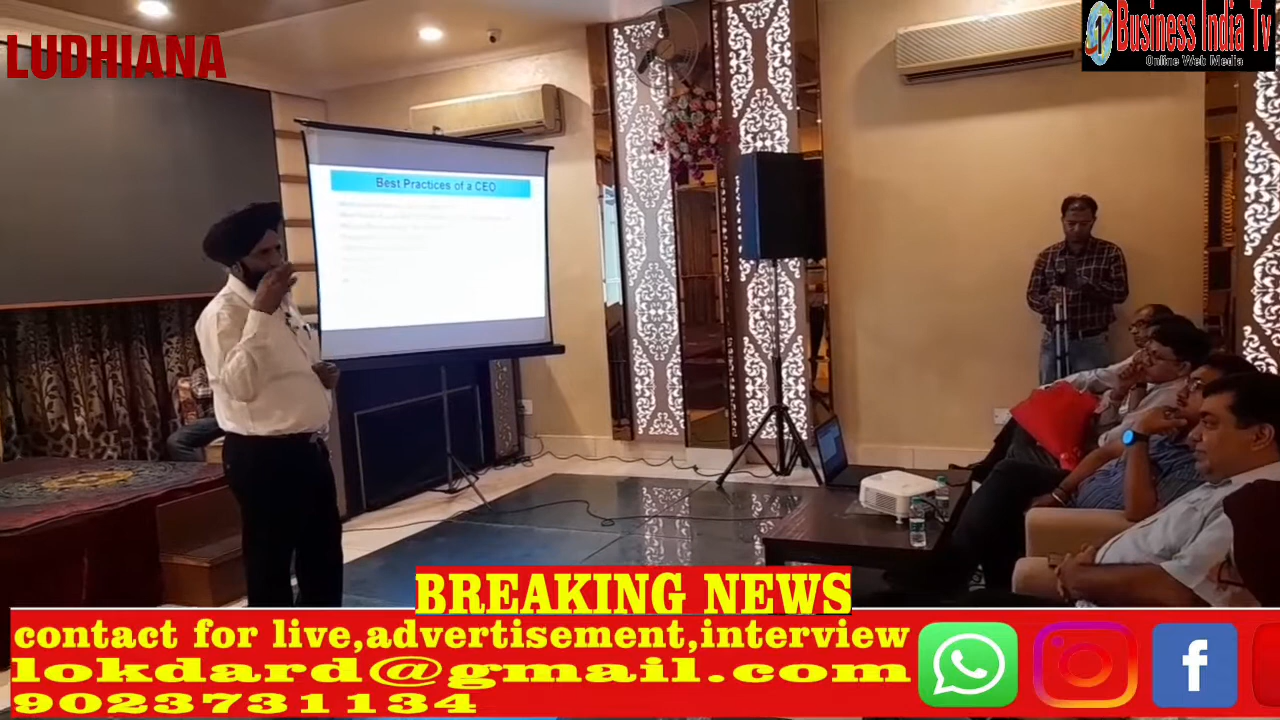 LUDHIANA
Business India Tv
Online Web Media
Best Practices of a CEO
BREAKING NEWS
contact for live,advertisement,interview
lokdard@gmail.com
9023731134